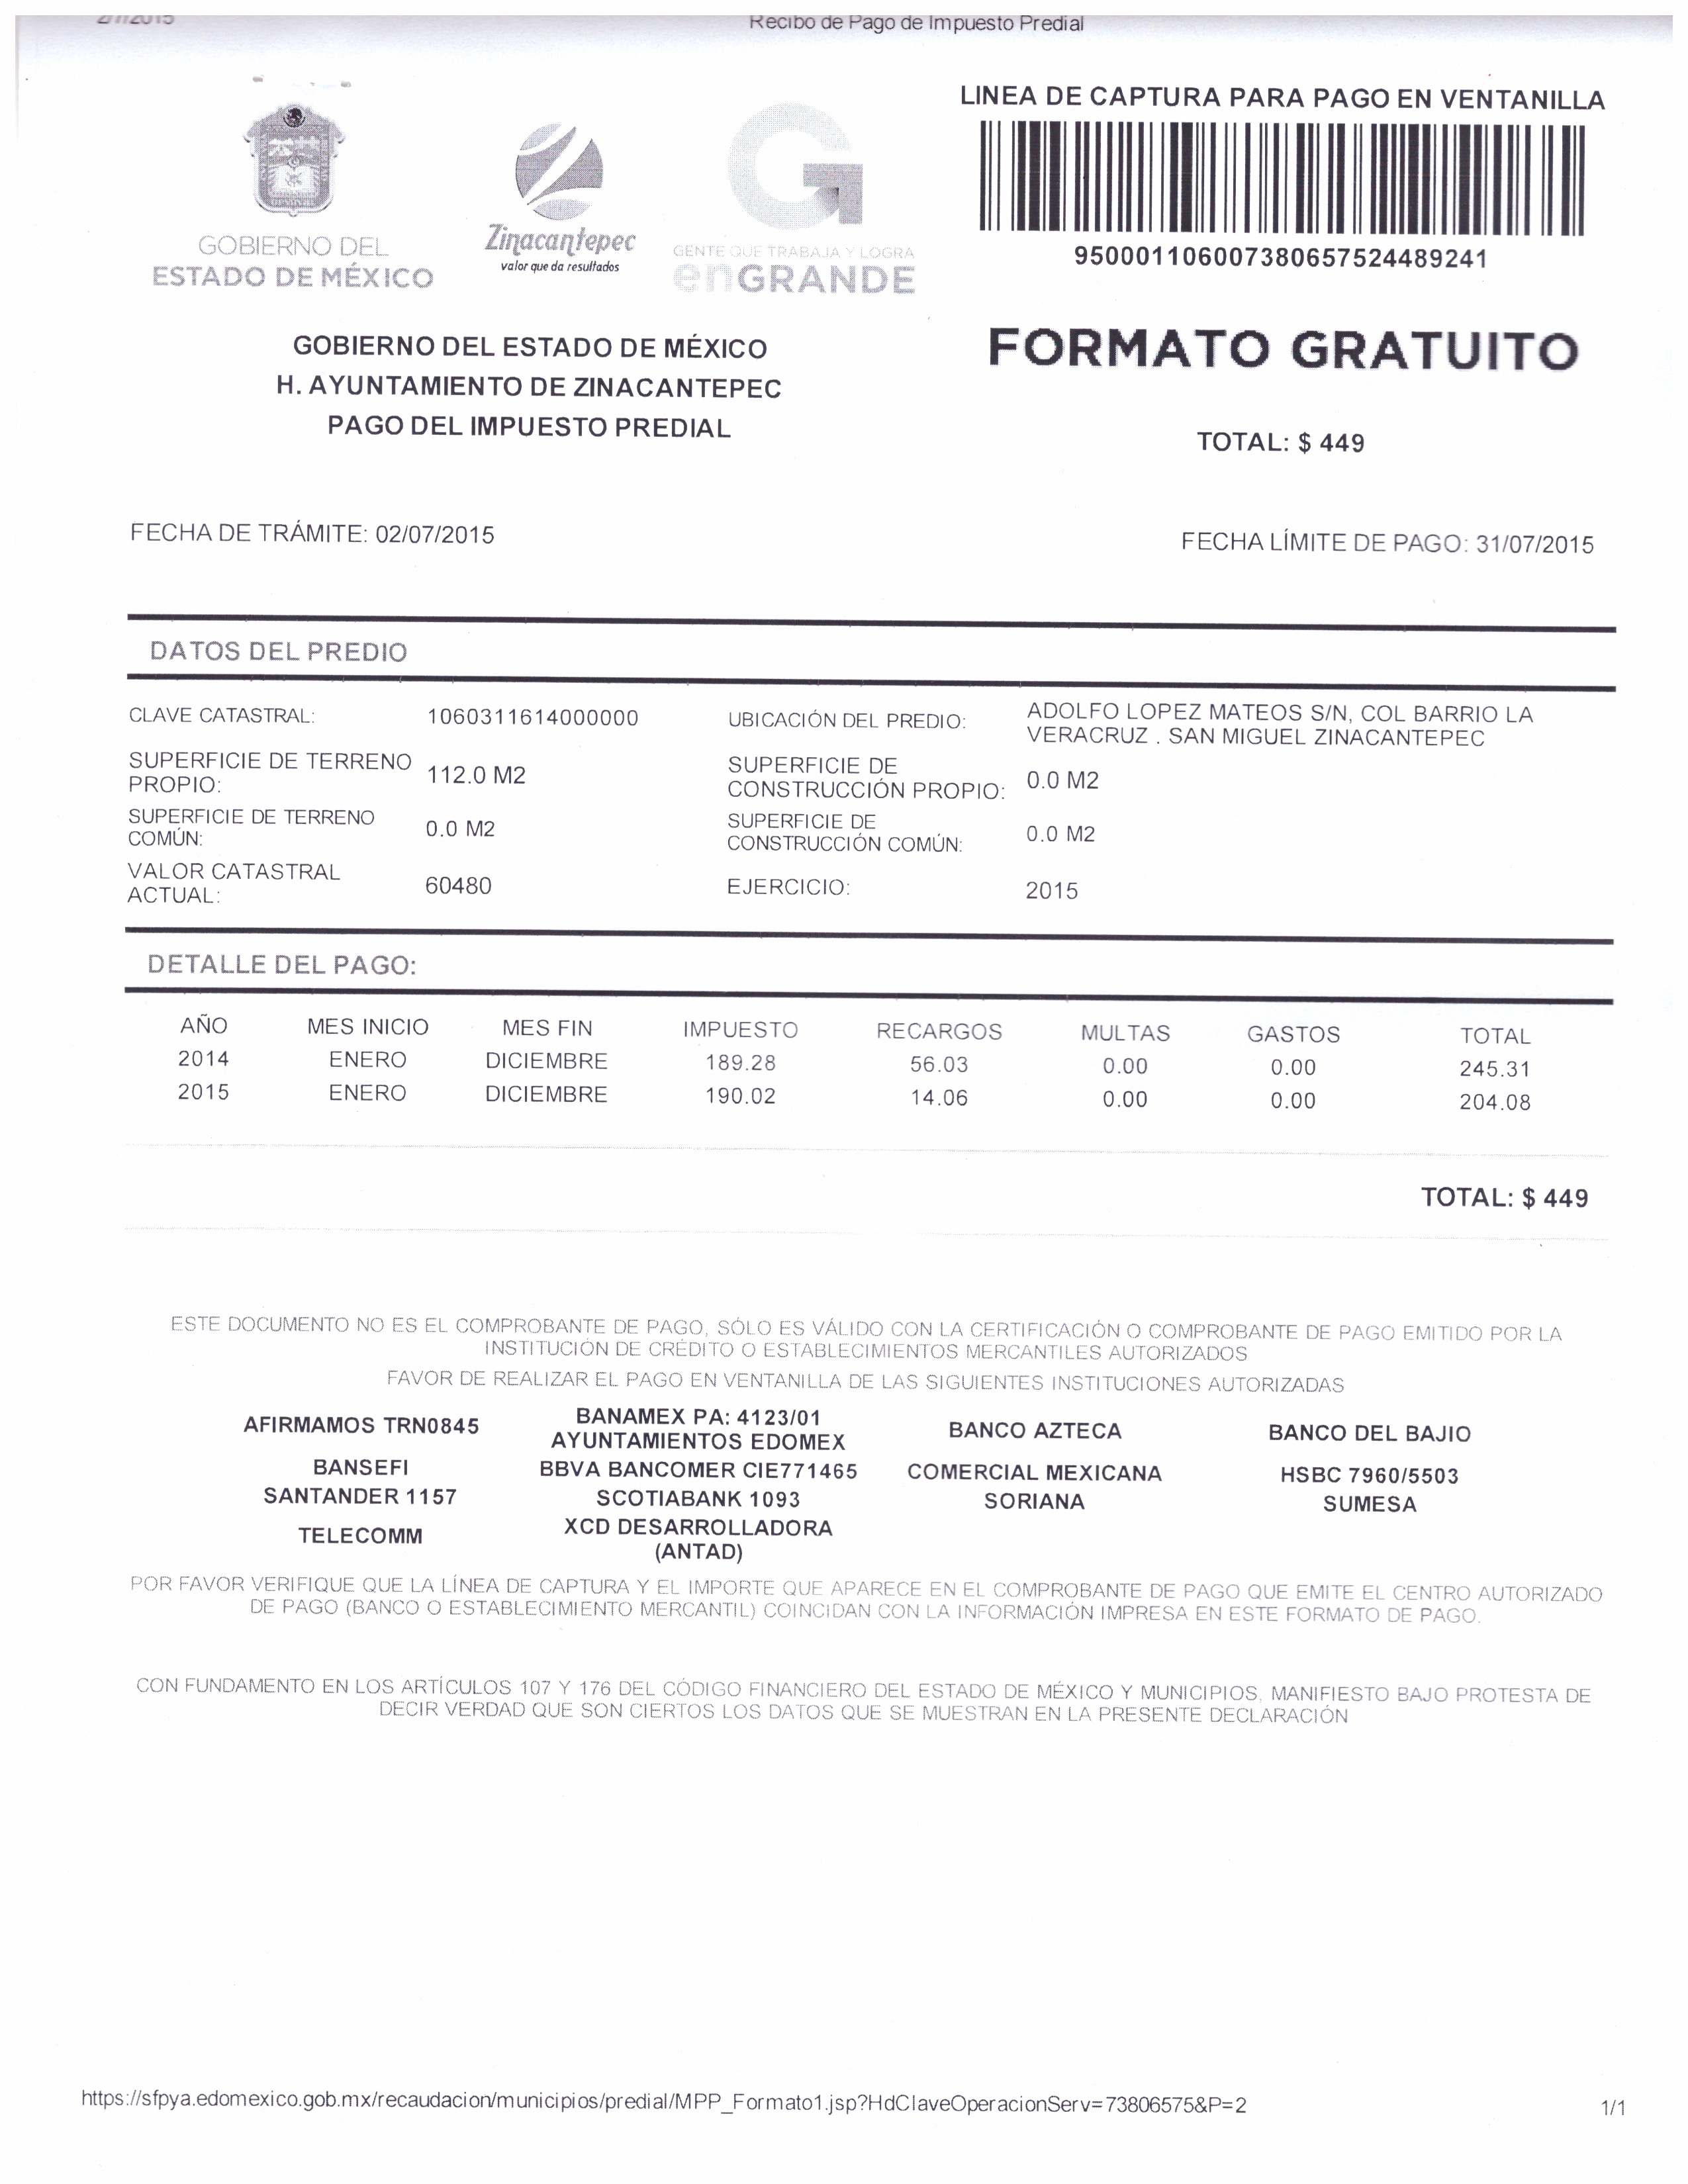 2/7/2015
Recibo de Pago de Impuesto Predial
GOBIERNO DEL
ESTADO DE MÉXICO
Zinacantepec
valor que da resultados
GENTE QUE TRABAJA Y LOGRA
enGRANDE
LINEA DE CAPTURA PARA PAGO EN VENTANILLA
950001106007380657524489241
GOBIERNO DEL ESTADO DE MÉXICO
H. AYUNTAMIENTO DE ZINACANTEPEC
PAGO DEL IMPUESTO PREDIAL
FORMATO GRATUITO
TOTAL: $ 449
FECHA DE TRÁMITE: 02/07/2015
FECHA LÍMITE DE PAGO: 31/07/2015
DATOS DEL PREDIO
CLAVE CATASTRAL: 1060311614000000
UBICACIÓN DEL PREDIO: ADOLFO LOPEZ MATEOS S/N, COL BARRIO LA
VERACRUZ . SAN MIGUEL ZINACANTEPEC
SUPERFICIE DE TERRENO
PROPIO: 112.0 M2
SUPERFICIE DE
CONSTRUCCIÓN PROPIO: 0.0 M2
SUPERFICIE DE TERRENO
COMÚN: 0.0 M2
SUPERFICIE DE
CONSTRUCCIÓN COMÚN: 0.0 M2
VALOR CATASTRAL
ACTUAL: 60480
EJERCICIO: 2015
DETALLE DEL PAGO:
AÑO MES INICIO MES FIN IMPUESTO RECARGOS MULTAS GASTOS TOTAL
2014 ENERO DICIEMBRE 189.28 56.03 0.00 0.00 245.31
2015 ENERO DICIEMBRE 190.02 14.06 0.00 0.00 204.08
TOTAL: $ 449
ESTE DOCUMENTO NO ES EL COMPROBANTE DE PAGO, SÓLO ES VÁLIDO CON LA CERTIFICACIÓN O COMPROBANTE DE PAGO EMITIDO POR LA
INSTITUCIÓN DE CRÉDITO O ESTABLECIMIENTOS MERCANTILES AUTORIZADOS
FAVOR DE REALIZAR EL PAGO EN VENTANILLA DE LAS SIGUIENTES INSTITUCIONES AUTORIZADAS
AFIRMAMOS TRN0845
BANAMEX PA: 4123/01
AYUNTAMIENTOS EDOMEX
BANCO AZTECA
BANCO DEL BAJIO
BANSEFI
BBVA BANCOMER CIE771465
COMERCIAL MEXICANA
HSBC 7960/5503
SANTANDER 1157
SCOTIABANK 1093
SORIANA
SUMESA
TELECOMM
XCD DESARROLLADORA
(ANTAD)
POR FAVOR VERIFIQUE QUE LA LÍNEA DE CAPTURA Y EL IMPORTE QUE APARECE EN EL COMPROBANTE DE PAGO QUE EMITE EL CENTRO AUTORIZADO
DE PAGO (BANCO O ESTABLECIMIENTO MERCANTIL) COINCIDAN CON LA INFORMACIÓN IMPRESA EN ESTE FORMATO DE PAGO.
CON FUNDAMENTO EN LOS ARTÍCULOS 107 Y 176 DEL CÓDIGO FINANCIERO DEL ESTADO DE MÉXICO Y MUNICIPIOS, MANIFIESTO BAJO PROTESTA DE
DECIR VERDAD QUE SON CIERTOS LOS DATOS QUE SE MUESTRAN EN LA PRESENTE DECLARACIÓN
https://sfpya.edomexico.gob.mx/recaudacion/municipios/predial/MPP_Formato1.jsp?HdClaveOperacionServ=73806575&P=2
1/1